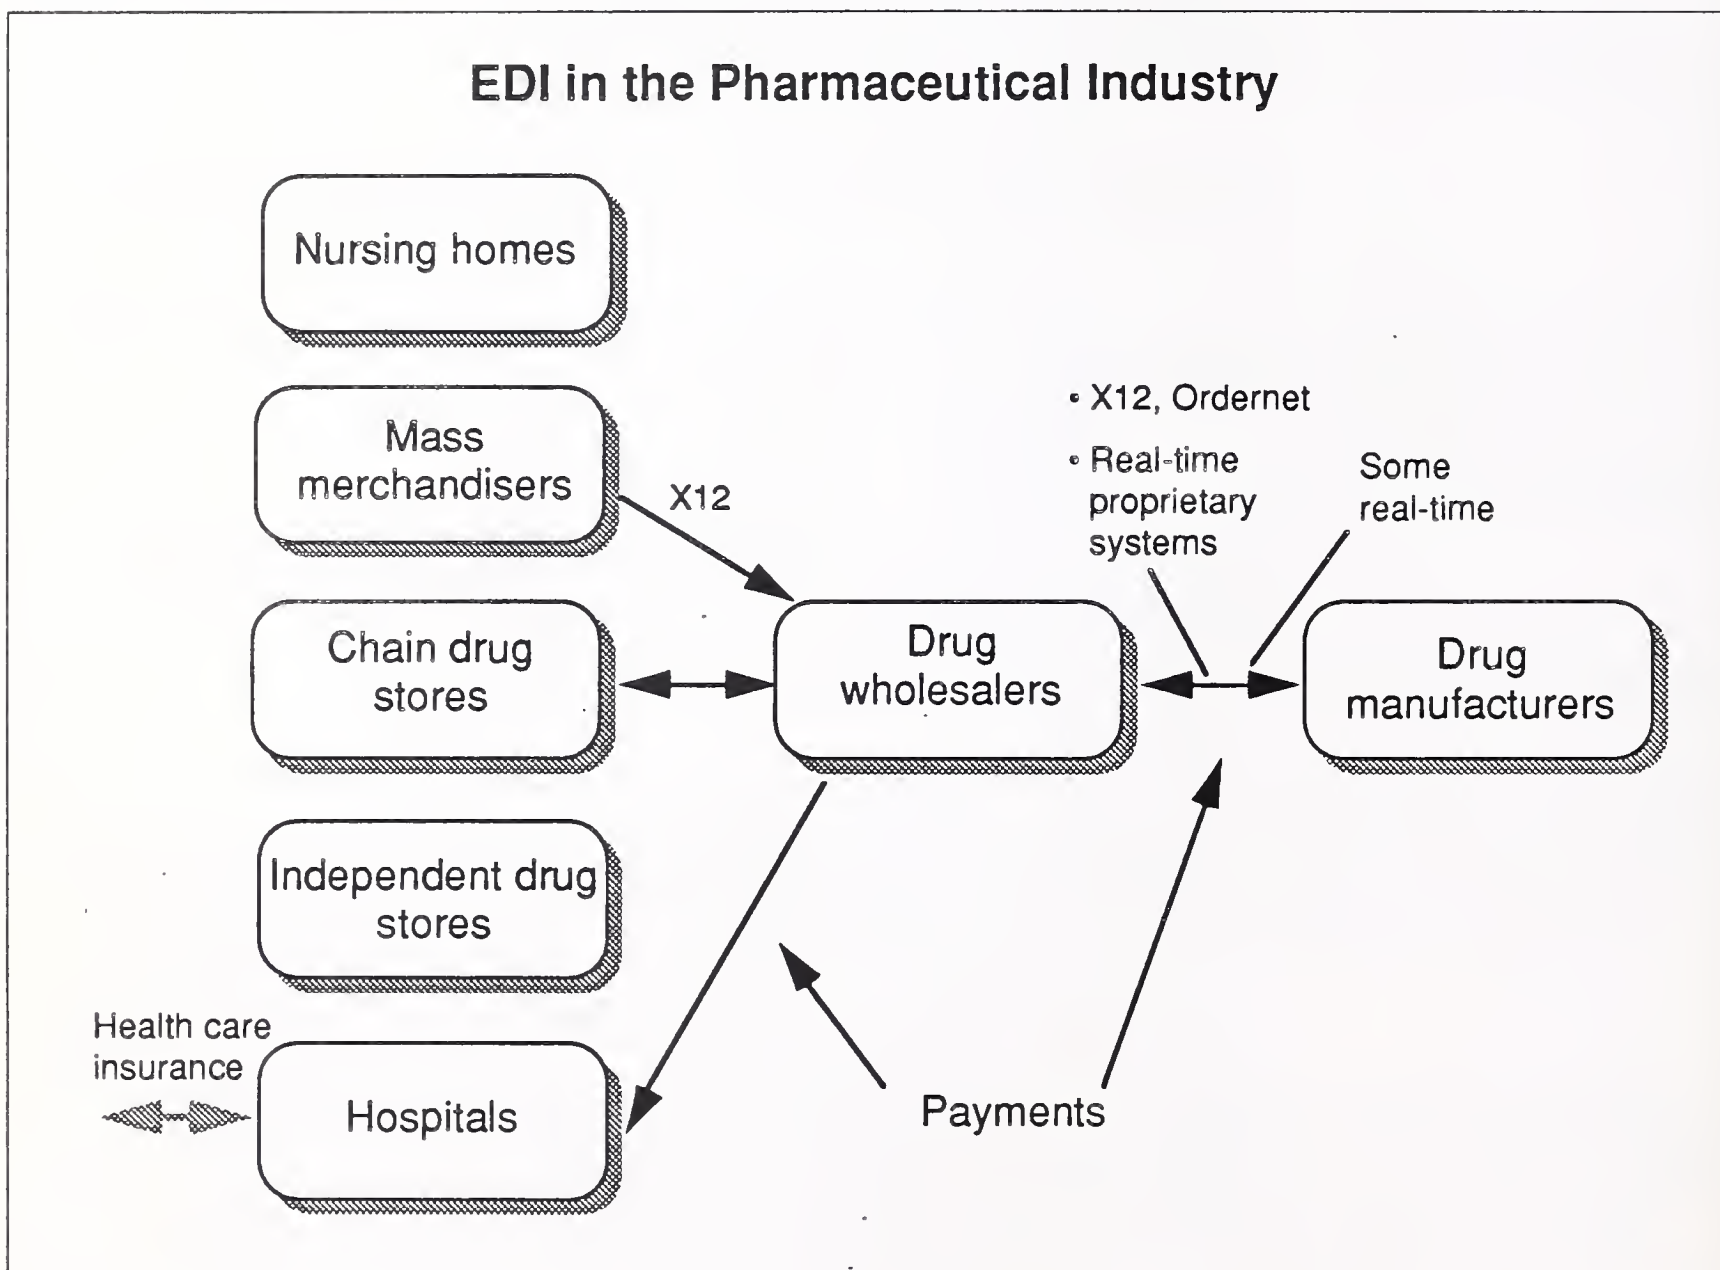 EDI in the Pharmaceutical Industry
Nursing homes
Mass
merchandisers
X12
• X12, Ordernet
• Real-time
proprietary
systems
Some
real-time
Chain drug
stores
Drug
wholesalers
Drug
manufacturers
Independent drug
stores
Health care
insurance
Hospitals
Payments